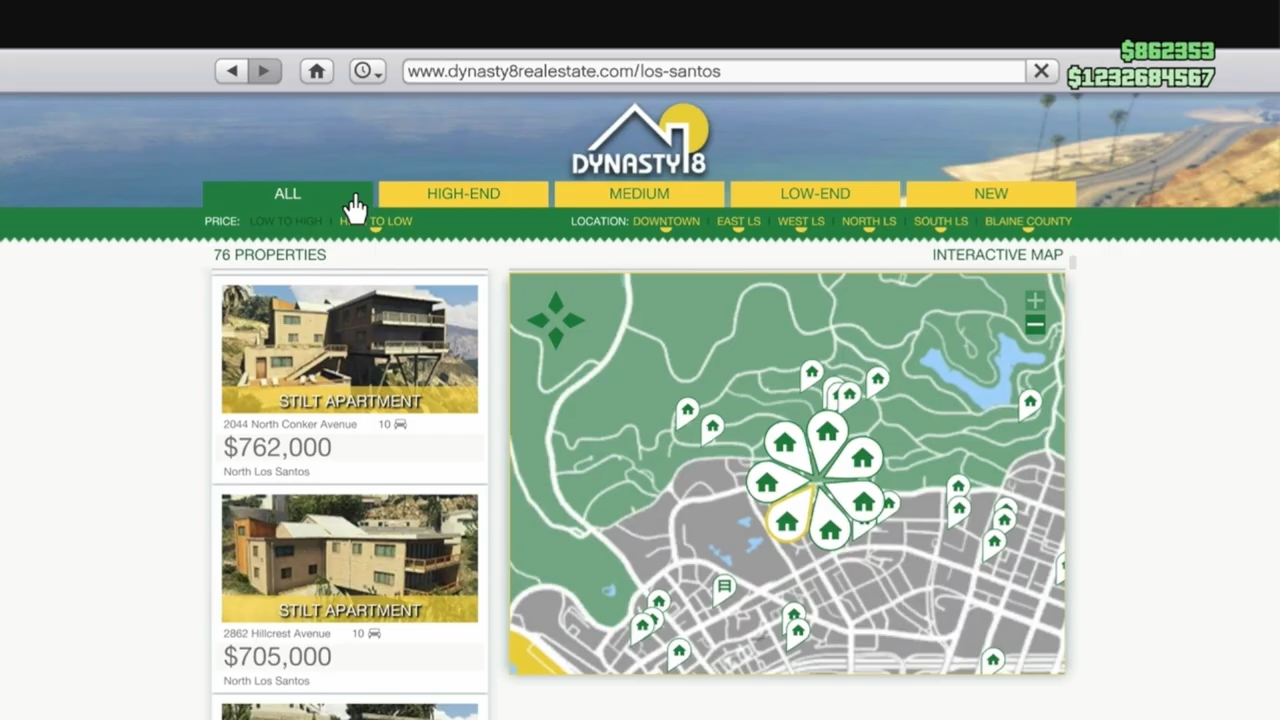 $862353
www.dynasty8realestate.com/los-santos
$1232684567
DYNASTY 8
ALL
HIGH-END
MEDIUM
LOW-END
NEW
PRICE: LOW TO HIGH TO LOW
LOCATION: DOWNTOWN EAST LS WEST LS NORTH LS SOUTH LS BLAINE COUNTY
76 PROPERTIES
INTERACTIVE MAP
STILT APARTMENT
2044 North Conker Avenue 10
$762,000
North Los Santos
STILT APARTMENT
2862 Hillcrest Avenue 10
$705,000
North Los Santos